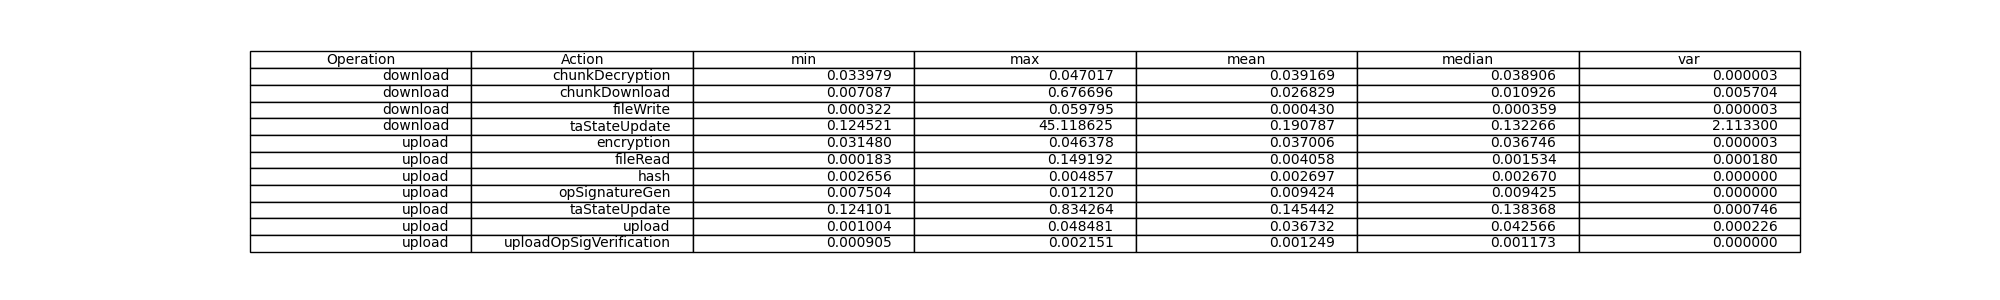 Operation Action min max mean median var
download chunkDecryption 0.033979 0.047017 0.039169 0.038906 0.000003
download chunkDownload 0.007087 0.676696 0.026829 0.010926 0.005704
download fileWrite 0.000322 0.059795 0.000430 0.000359 0.000003
download taStateUpdate 0.124521 45.118625 0.190787 0.132266 2.113300
upload encryption 0.031480 0.046378 0.037006 0.036746 0.000003
upload fileRead 0.000183 0.149192 0.004058 0.001534 0.000180
upload hash 0.002656 0.004857 0.002697 0.002670 0.000000
upload opSignatureGen 0.007504 0.012120 0.009424 0.009425 0.000000
upload taStateUpdate 0.124101 0.834264 0.145442 0.138368 0.000746
upload upload 0.001004 0.048481 0.036732 0.042566 0.000226
upload uploadOpSigVerification 0.000905 0.002151 0.001249 0.001173 0.000000